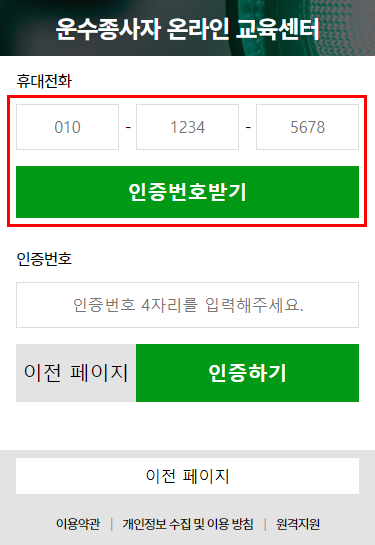 운수종사자 온라인 교육센터
휴대전화
010 - 1234 - 5678
인증번호받기
인증번호
인증번호 4자리를 입력해주세요.
이전 페이지 인증하기
이전 페이지
이용약관 | 개인정보 수집 및 이용 방침 | 원격지원